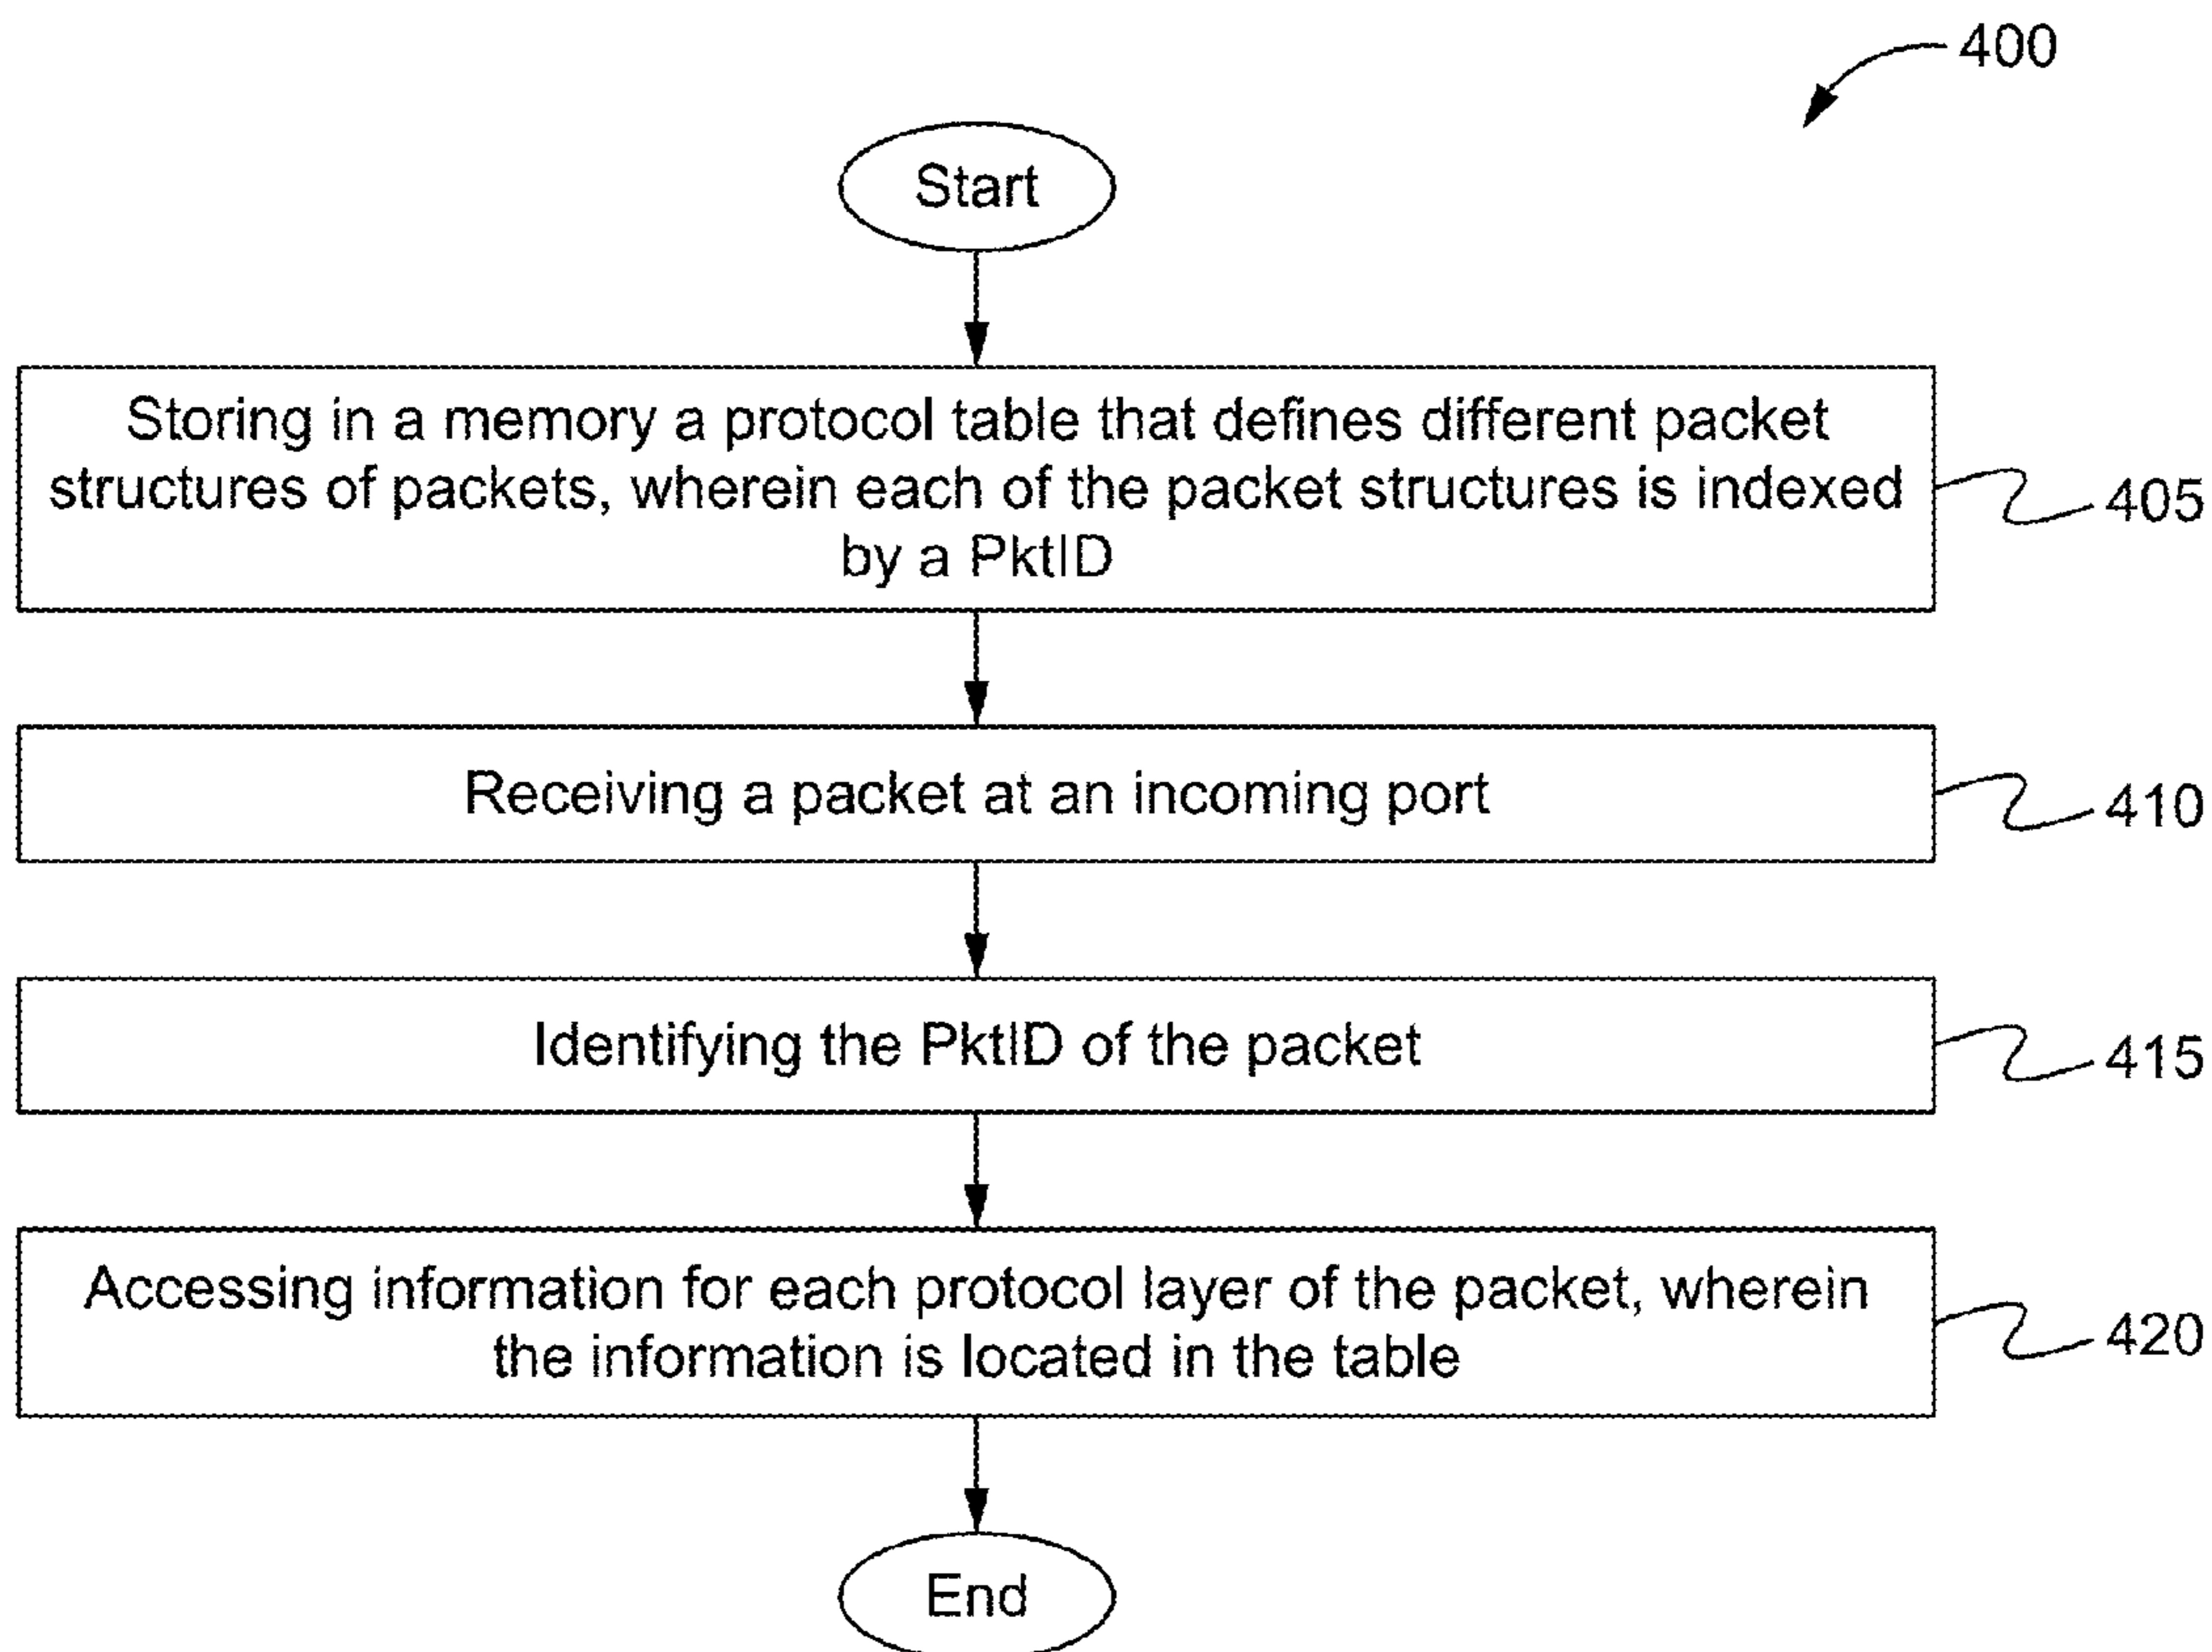 400
Start
Storing in a memory a protocol table that defines different packet
structures of packets, wherein each of the packet structures is indexed
by a PktID
405
Receiving a packet at an incoming port
410
Identifying the PktID of the packet
415
Accessing information for each protocol layer of the packet, wherein
the information is located in the table
420
End